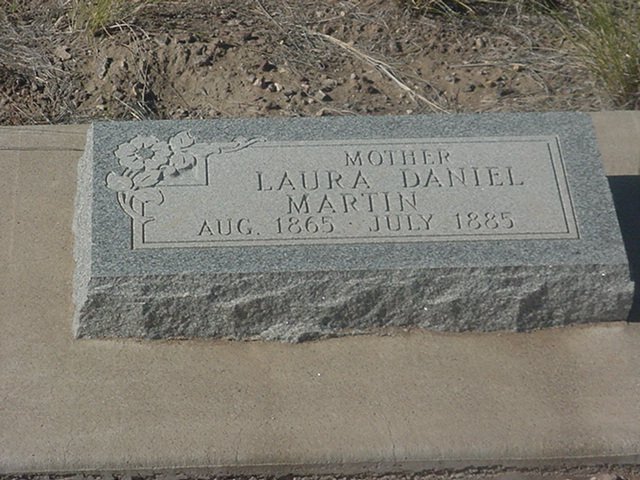 MOTHER
LAURA DANIEL
MARTIN
AUG. 1865 · JULY 1885